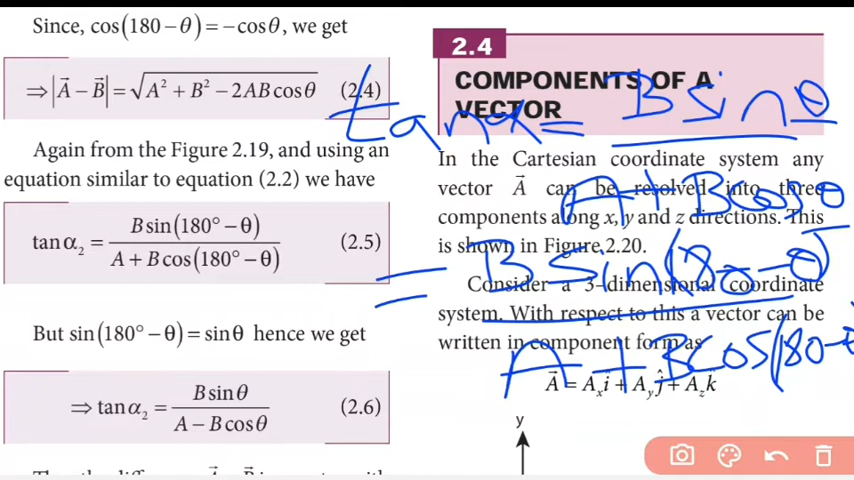 Since, cos(180 − θ) = −cosθ, we get
⇒ |A⃗ − B⃗| = √(A² + B² − 2AB cosθ) (2.4)
Again from the Figure 2.19, and using an
equation similar to equation (2.2) we have
tanα₂ = B sin(180° − θ) / A + B cos(180° − θ) (2.5)
But sin(180° − θ) = sinθ hence we get
⇒ tanα₂ = B sinθ / A − B cosθ (2.6)
2.4
COMPONENTS OF A
VECTOR
In the Cartesian coordinate system any
vector A⃗ can be resolved into three
components along x, y and z directions. This
is shown in Figure 2.20.
Consider a 3-dimensional coordinate
system. With respect to this a vector can be
written in component form as
A⃗ = Aₓî + A_yĵ + A_zk̂
y
tanα = B sinθ
A + B cosθ
= B sin(180 − θ)
A + B cos(180 − θ